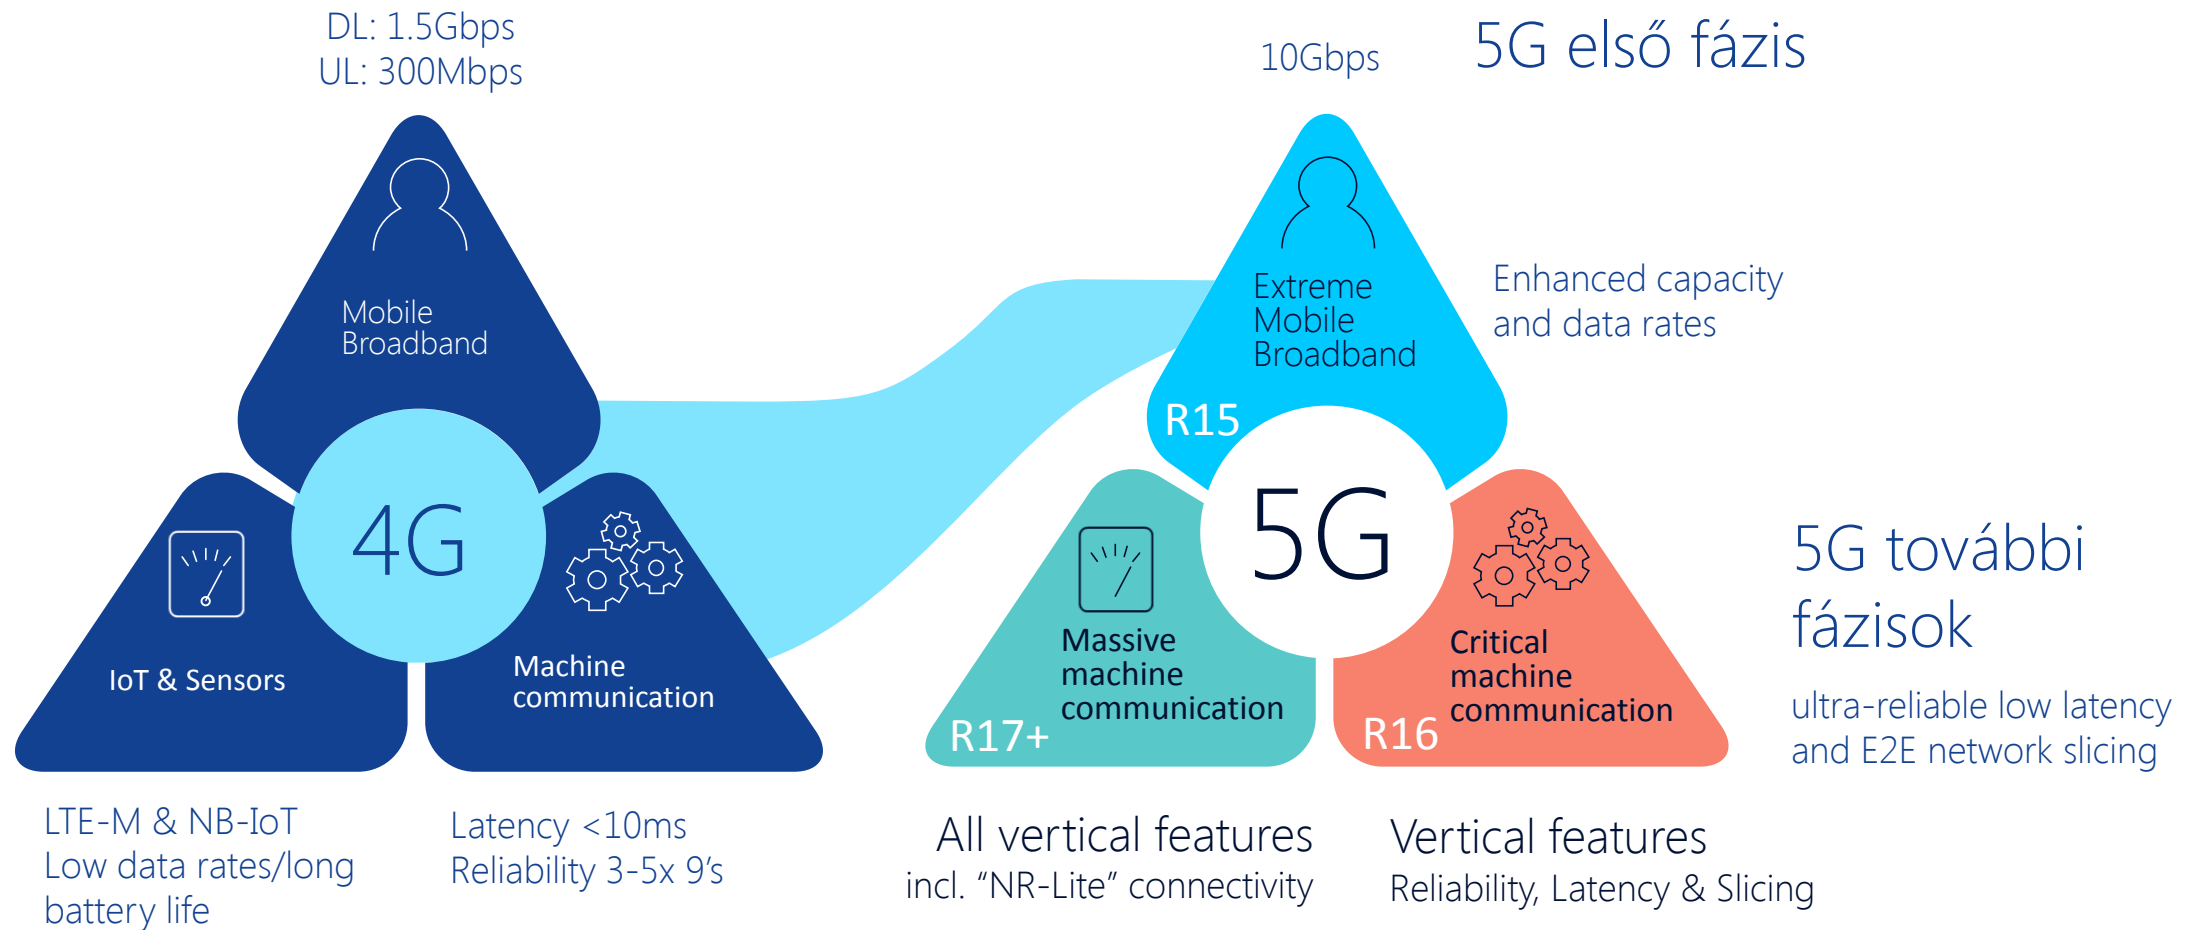 DL: 1.5Gbps
UL: 300Mbps
Mobile
Broadband
4G
IoT & Sensors
Machine
communication
LTE-M & NB-IoT
Low data rates/long
battery life
Latency <10ms
Reliability 3-5x 9’s
10Gbps
5G első fázis
Extreme
Mobile
Broadband
R15
Enhanced capacity
and data rates
5G
Massive
machine
communication
R17+
Critical
machine
communication
R16
5G további
fázisok
ultra-reliable low latency
and E2E network slicing
All vertical features
incl. “NR-Lite” connectivity
Vertical features
Reliability, Latency & Slicing